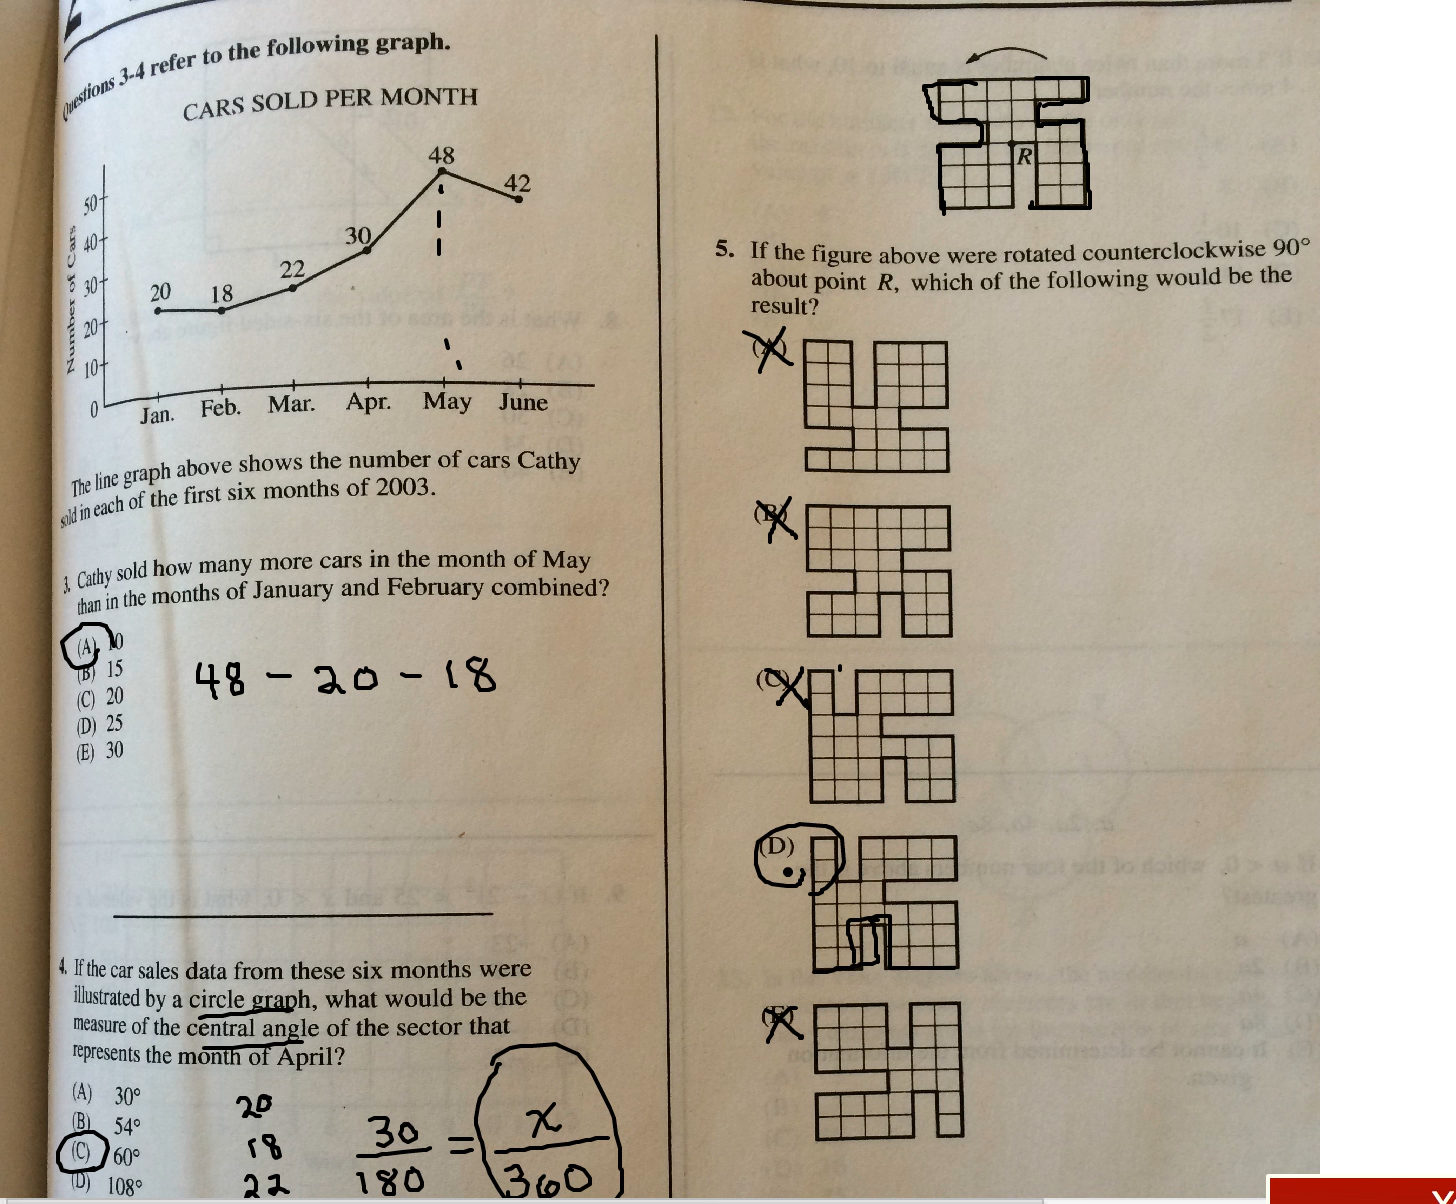 Questions 3-4 refer to the following graph.
CARS SOLD PER MONTH
Number of Cars
50
40
30
20
10
0
20
18
22
30
48
42
Jan. Feb. Mar. Apr. May June
The line graph above shows the number of cars Cathy
sold in each of the first six months of 2003.
3. Cathy sold how many more cars in the month of May
than in the months of January and February combined?
(A) 10
(B) 15
(C) 20
(D) 25
(E) 30
48 - 20 - 18
4. If the car sales data from these six months were
illustrated by a circle graph, what would be the
measure of the central angle of the sector that
represents the month of April?
(A) 30°
(B) 54°
(C) 60°
(D) 108°
20
18
22
30
180
=
x
360
R
5. If the figure above were rotated counterclockwise 90°
about point R, which of the following would be the
result?
(A)
(B)
(C)
(D)
(E)